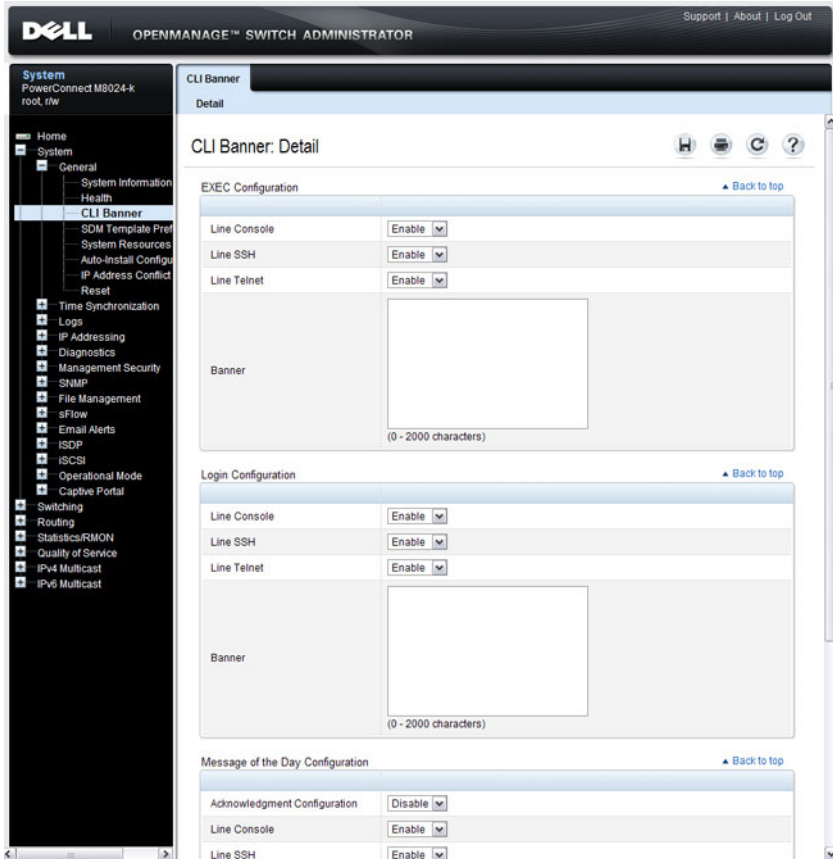 DELL
OPENMANAGE™ SWITCH ADMINISTRATOR
Support | About | Log Out
System
PowerConnect M8024-k
root, r/w
Home
System
General
System Information
Health
CLI Banner
SDM Template Pref
System Resources
Auto-Install Configu
IP Address Conflict
Reset
Time Synchronization
Logs
IP Addressing
Diagnostics
Management Security
SNMP
File Management
sFlow
Email Alerts
ISDP
iSCSI
Operational Mode
Captive Portal
Switching
Routing
Statistics/RMON
Quality of Service
IPv4 Multicast
IPv6 Multicast
CLI Banner
Detail
CLI Banner: Detail
EXEC Configuration
Back to top
Line Console Enable
Line SSH Enable
Line Telnet Enable
Banner
(0 - 2000 characters)
Login Configuration
Back to top
Line Console Enable
Line SSH Enable
Line Telnet Enable
Banner
(0 - 2000 characters)
Message of the Day Configuration
Back to top
Acknowledgment Configuration Disable
Line Console Enable
Line SSH Enable